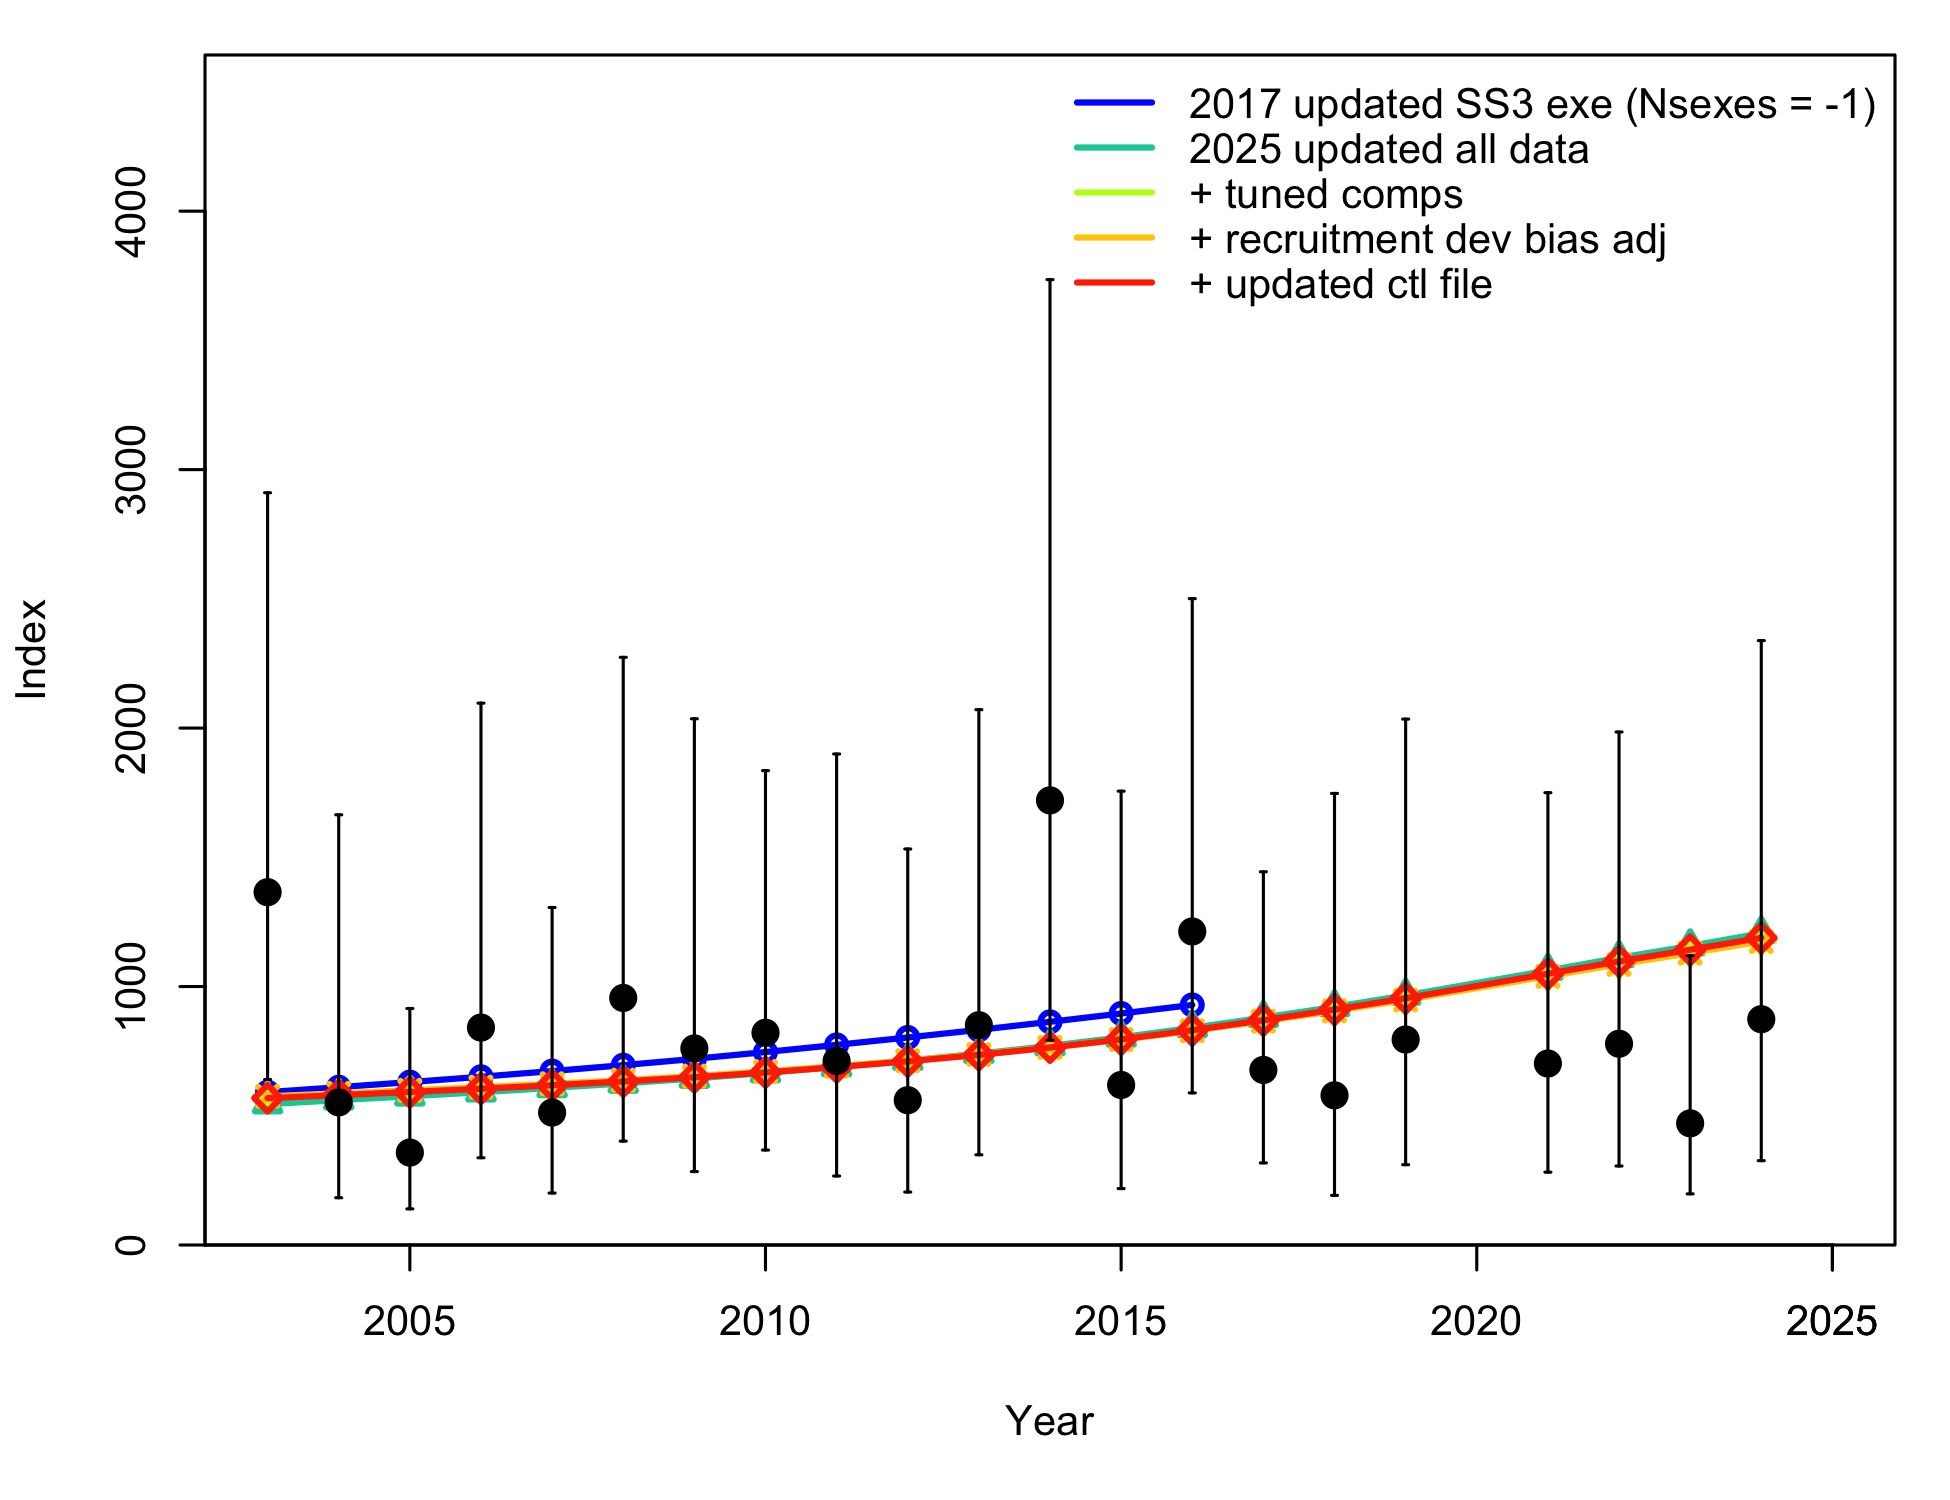 2017 updated SS3 exe (Nsexes = -1)
2025 updated all data
+ tuned comps
+ recruitment dev bias adj
+ updated ctl file
4000
3000
2000
1000
0
Index
2005 2010 2015 2020 2025
Year